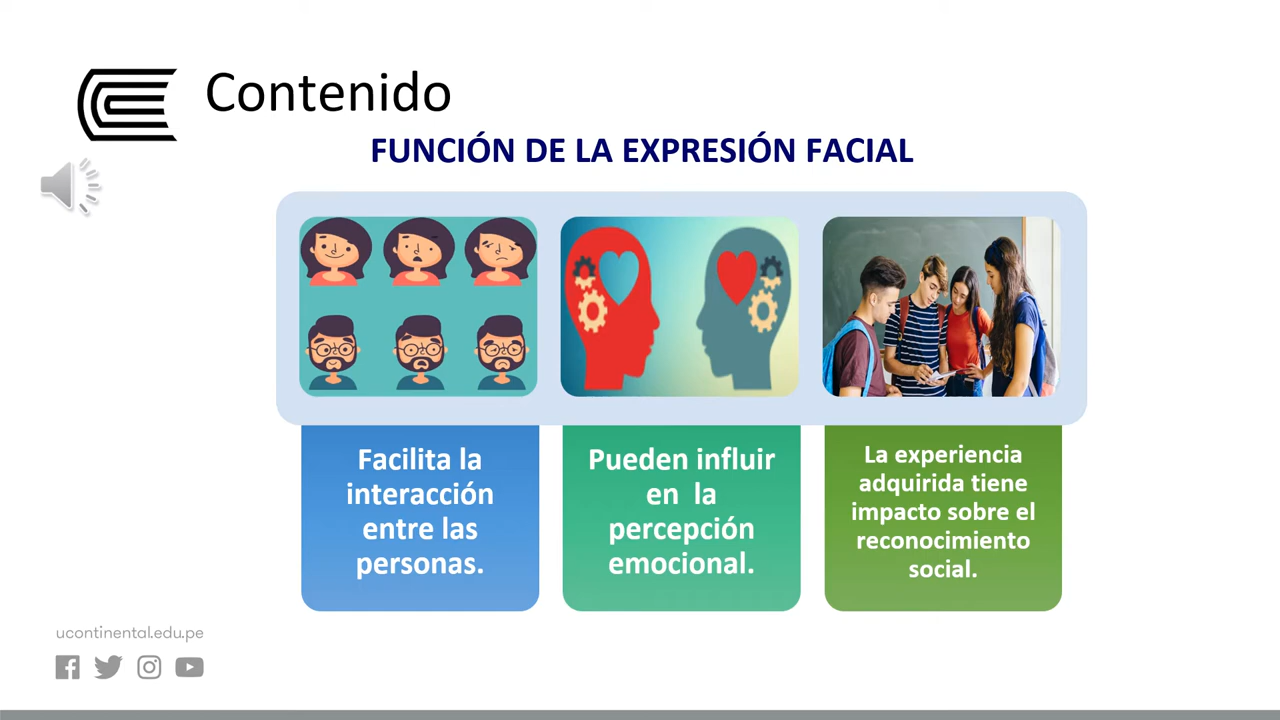 Contenido
FUNCIÓN DE LA EXPRESIÓN FACIAL
Facilita la
interacción
entre las
personas.
Pueden influir
en la
percepción
emocional.
La experiencia
adquirida tiene
impacto sobre el
reconocimiento
social.
ucontinental.edu.pe